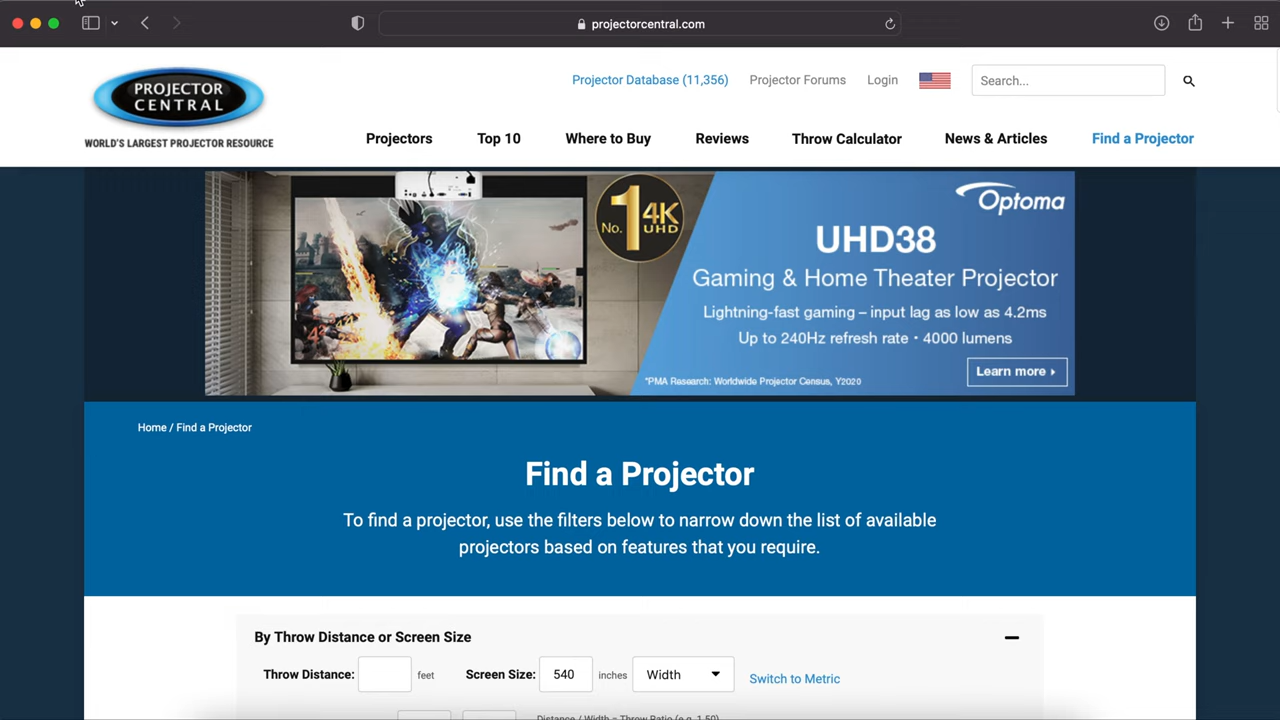 projectorcentral.com
PROJECTOR
CENTRAL
WORLD'S LARGEST PROJECTOR RESOURCE
Projector Database (11,356) Projector Forums Login Search...
Projectors Top 10 Where to Buy Reviews Throw Calculator News & Articles Find a Projector
No. 1 4K
UHD
Optoma
UHD38
Gaming & Home Theater Projector
Lightning-fast gaming – input lag as low as 4.2ms
Up to 240Hz refresh rate • 4000 lumens
*PMA Research: Worldwide Projector Census, Y2020
Learn more
Home / Find a Projector
Find a Projector
To find a projector, use the filters below to narrow down the list of available
projectors based on features that you require.
By Throw Distance or Screen Size
Throw Distance: feet Screen Size: 540 inches Width Switch to Metric
Distance / Width = Throw Ratio (e.g. 1.50)